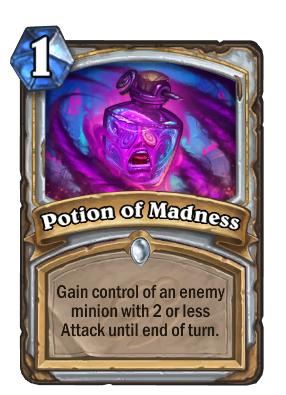 1
Potion of Madness
Gain control of an enemy
minion with 2 or less
Attack until end of turn.